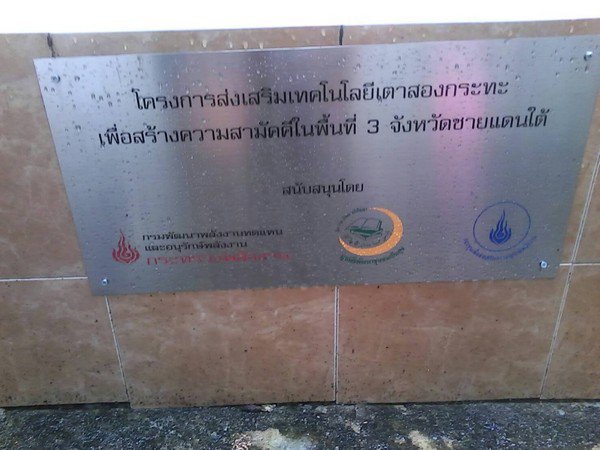 โครงการส่งเสริมเทคโนโลยีเตาสองกระทะ
เพื่อสร้างความสามัคคีในพื้นที่ 3 จังหวัดชายแดนใต้
สนับสนุนโดย
กรมพัฒนาพลังงานทดแทน
และอนุรักษ์พลังงาน
กระทรวงพลังงาน